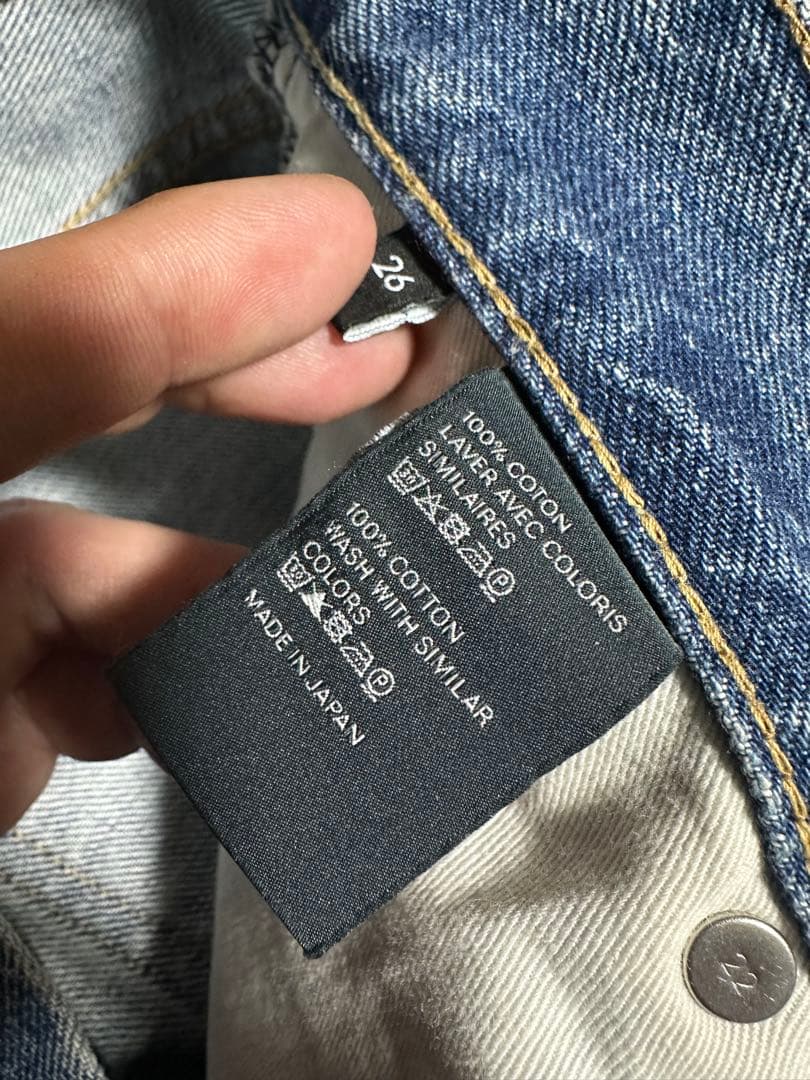 26
100% COTON
LAVER AVEC COLORIS
SIMILAIRES
100% COTTON
WASH WITH SIMILAR
COLORS
MADE IN JAPAN